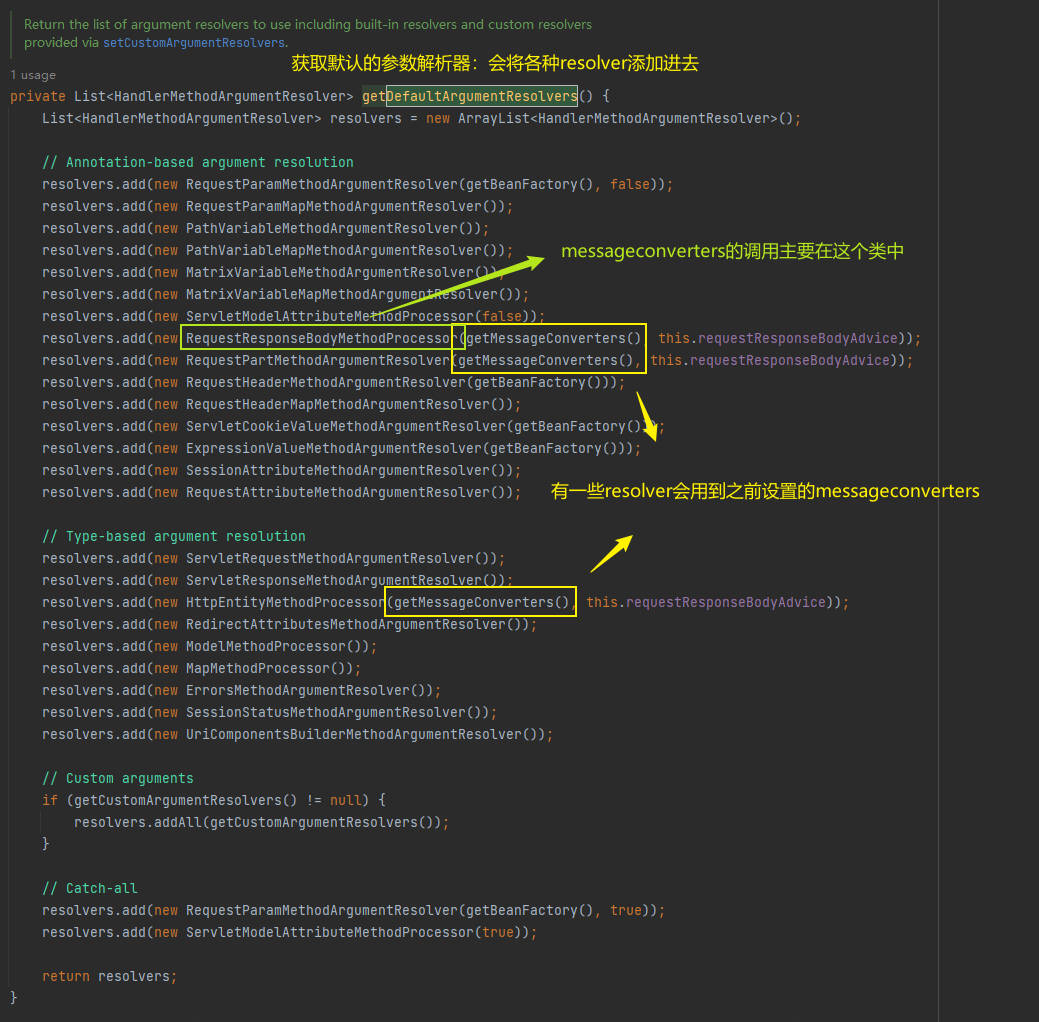 Return the list of argument resolvers to use including built-in resolvers and custom resolvers
provided via setCustomArgumentResolvers.
获取默认的参数解析器：会将各种resolver添加进去
1 usage
private List<HandlerMethodArgumentResolver> getDefaultArgumentResolvers() {
List<HandlerMethodArgumentResolver> resolvers = new ArrayList<HandlerMethodArgumentResolver>();
// Annotation-based argument resolution
resolvers.add(new RequestParamMethodArgumentResolver(getBeanFactory(), false));
resolvers.add(new RequestParamMapMethodArgumentResolver());
resolvers.add(new PathVariableMethodArgumentResolver());
resolvers.add(new PathVariableMapMethodArgumentResolver());
messageconverters的调用主要在这个类中
resolvers.add(new MatrixVariableMethodArgumentResolver());
resolvers.add(new MatrixVariableMapMethodArgumentResolver());
resolvers.add(new ServletModelAttributeMethodProcessor(false));
resolvers.add(new RequestResponseBodyMethodProcessor(getMessageConverters(), this.requestResponseBodyAdvice));
resolvers.add(new RequestPartMethodArgumentResolver(getMessageConverters(), this.requestResponseBodyAdvice));
resolvers.add(new RequestHeaderMethodArgumentResolver(getBeanFactory()));
resolvers.add(new RequestHeaderMapMethodArgumentResolver());
resolvers.add(new ServletCookieValueMethodArgumentResolver(getBeanFactory()));
resolvers.add(new ExpressionValueMethodArgumentResolver(getBeanFactory()));
resolvers.add(new SessionAttributeMethodArgumentResolver());
resolvers.add(new RequestAttributeMethodArgumentResolver());
有一些resolver会用到之前设置的messageconverters
// Type-based argument resolution
resolvers.add(new ServletRequestMethodArgumentResolver());
resolvers.add(new ServletResponseMethodArgumentResolver());
resolvers.add(new HttpEntityMethodProcessor(getMessageConverters(), this.requestResponseBodyAdvice));
resolvers.add(new RedirectAttributesMethodArgumentResolver());
resolvers.add(new ModelMethodProcessor());
resolvers.add(new MapMethodProcessor());
resolvers.add(new ErrorsMethodArgumentResolver());
resolvers.add(new SessionStatusMethodArgumentResolver());
resolvers.add(new UriComponentsBuilderMethodArgumentResolver());
// Custom arguments
if (getCustomArgumentResolvers() != null) {
resolvers.addAll(getCustomArgumentResolvers());
}
// Catch-all
resolvers.add(new RequestParamMethodArgumentResolver(getBeanFactory(), true));
resolvers.add(new ServletModelAttributeMethodProcessor(true));
return resolvers;
}